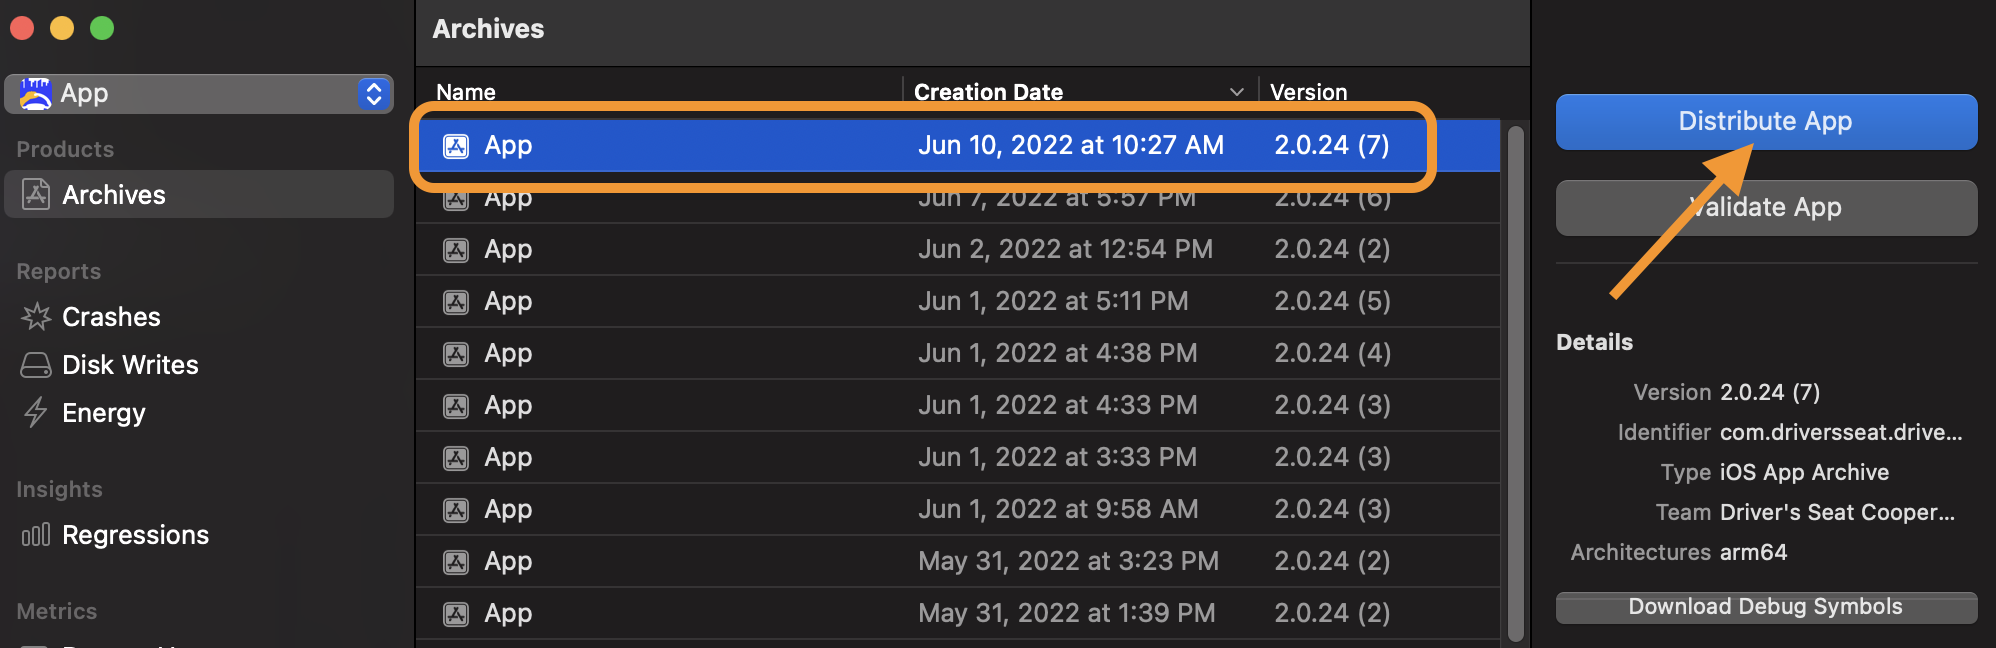 App
Products
Archives
Reports
Crashes
Disk Writes
Energy
Insights
Regressions
Metrics
Archives
Name Creation Date Version
App Jun 10, 2022 at 10:27 AM 2.0.24 (7)
App Jun 7, 2022 at 5:57 PM 2.0.24 (6)
App Jun 2, 2022 at 12:54 PM 2.0.24 (2)
App Jun 1, 2022 at 5:11 PM 2.0.24 (5)
App Jun 1, 2022 at 4:38 PM 2.0.24 (4)
App Jun 1, 2022 at 4:33 PM 2.0.24 (3)
App Jun 1, 2022 at 3:33 PM 2.0.24 (3)
App Jun 1, 2022 at 9:58 AM 2.0.24 (3)
App May 31, 2022 at 3:23 PM 2.0.24 (2)
App May 31, 2022 at 1:39 PM 2.0.24 (2)
Distribute App
Validate App
Details
Version 2.0.24 (7)
Identifier com.driversseat.drive...
Type iOS App Archive
Team Driver's Seat Cooper...
Architectures arm64
Download Debug Symbols